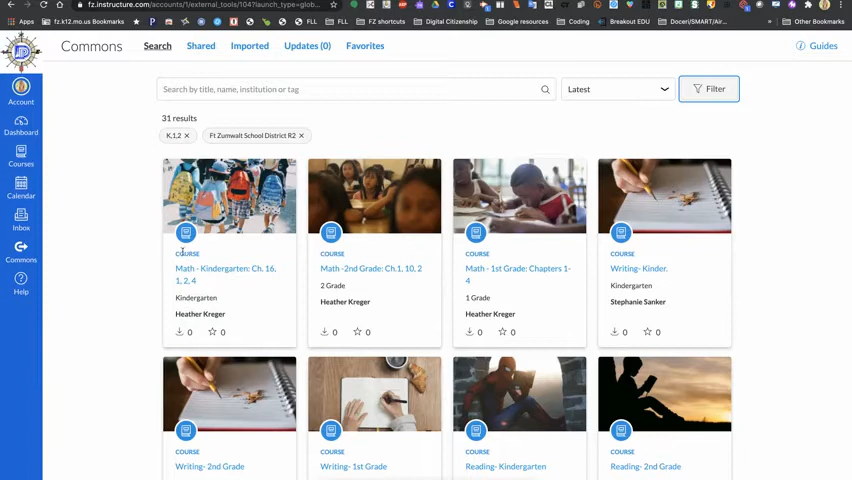 fz.instructure.com/accounts/1/external_tools/104?launch_type=glob...
Apps fz.k12.mo.us Bookmarks FLL FLL FZ shortcuts Digital Citizenship Google resources Coding Breakout EDU Doceri/SMART/Air... Other Bookmarks
Commons Search Shared Imported Updates (0) Favorites Guides
Account
Dashboard
Courses
Calendar
Inbox
Commons
Help
Search by title, name, institution or tag
Latest
Filter
31 results
K,1,2 × Ft Zumwalt School District R2 ×
COURSE
Math - Kindergarten: Ch. 16,
1, 2, 4
Kindergarten
Heather Kreger
0 0
COURSE
Math -2nd Grade: Ch.1, 10, 2
2 Grade
Heather Kreger
0 0
COURSE
Math - 1st Grade: Chapters 1-
4
1 Grade
Heather Kreger
0 0
COURSE
Writing- Kinder.
Kindergarten
Stephanie Sanker
0 0
COURSE
Writing- 2nd Grade
COURSE
Writing- 1st Grade
COURSE
Reading- Kindergarten
COURSE
Reading- 2nd Grade